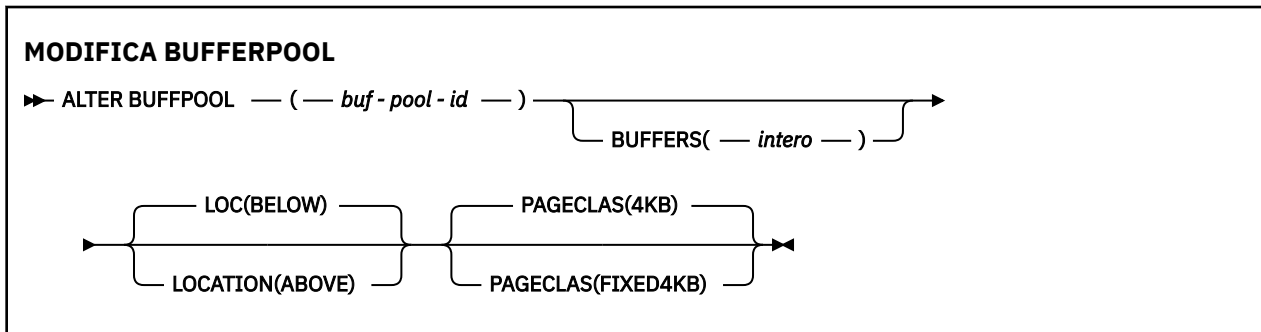 MODIFICA BUFFERPOOL
ALTER BUFFPOOL ( buf - pool - id )
BUFFERS( intero )
LOC(BELOW) PAGECLAS(4KB)
LOCATION(ABOVE) PAGECLAS(FIXED4KB)